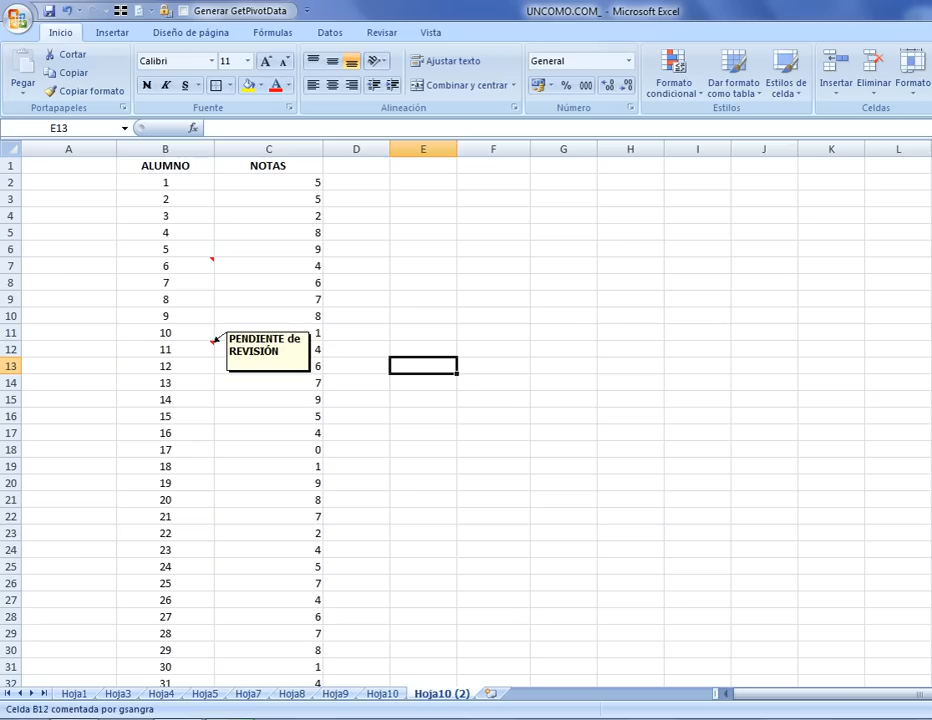 Generar GetPivotData
UNCOMO.COM_ - Microsoft Excel
Inicio Insertar Diseño de página Fórmulas Datos Revisar Vista
Pegar
Cortar
Copiar
Copiar formato
Portapapeles
Calibri 11 A A
N K S A
Fuente
Ajustar texto
Combinar y centrar
Alineación
General
% 000
Número
Formato condicional
Dar formato como tabla
Estilos de celda
Estilos
Insertar Eliminar Formato
Celdas
E13 fx
A B C D E F G H I J K L
1 ALUMNO NOTAS
2 1 5
3 2 5
4 3 2
5 4 8
6 5 9
7 6 4
8 7 6
9 8 7
10 9 8
11 10 1
12 11 4
13 12 6
PENDIENTE de
REVISIÓN
14 13 7
15 14 9
16 15 5
17 16 4
18 17 0
19 18 1
20 19 9
21 20 8
22 21 7
23 22 2
24 23 4
25 24 5
26 25 7
27 26 4
28 27 6
29 28 7
30 29 8
31 30 1
32 31 4
Hoja1 Hoja3 Hoja4 Hoja5 Hoja7 Hoja8 Hoja9 Hoja10 Hoja10 (2)
Celda B12 comentada por gsangra